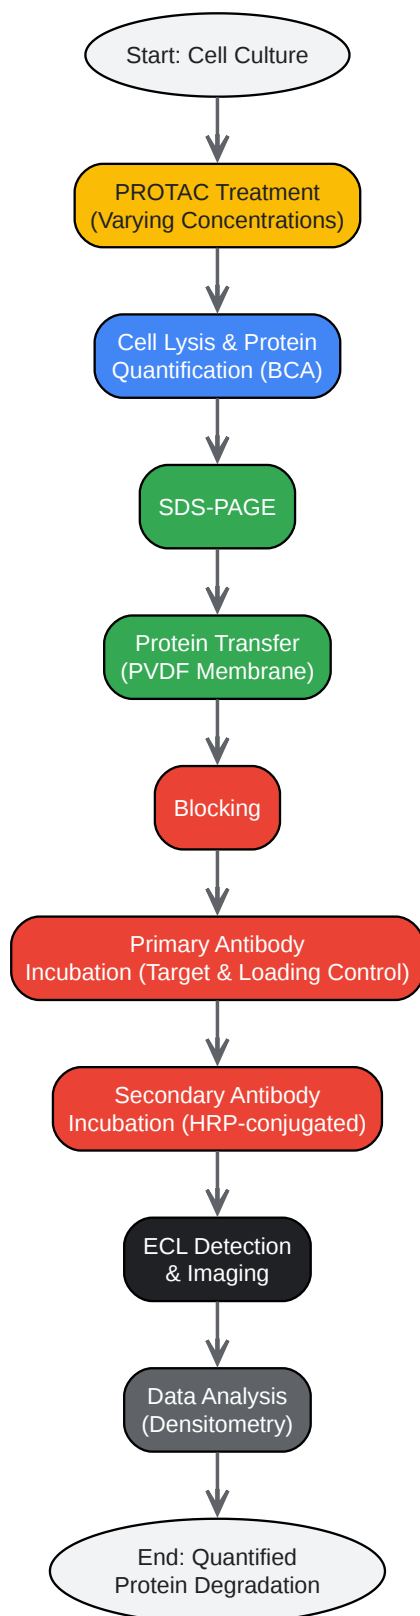 Start: Cell Culture
PROTAC Treatment
(Varying Concentrations)
Cell Lysis & Protein
Quantification (BCA)
SDS-PAGE
Protein Transfer
(PVDF Membrane)
Blocking
Primary Antibody
Incubation (Target & Loading Control)
Secondary Antibody
Incubation (HRP-conjugated)
ECL Detection
& Imaging
Data Analysis
(Densitometry)
End: Quantified
Protein Degradation